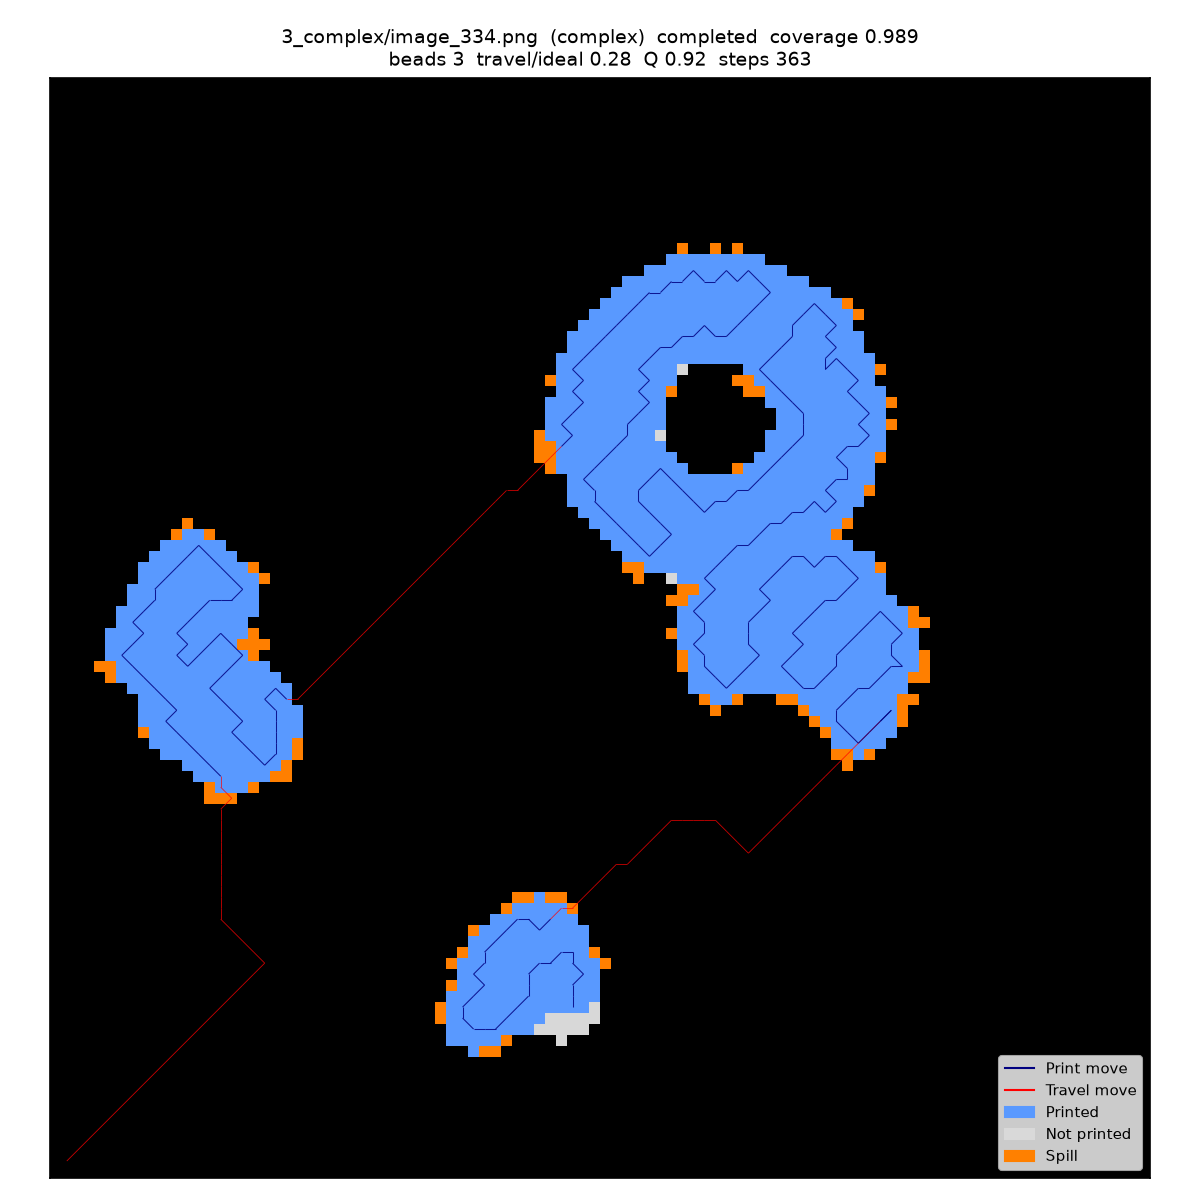 3_complex/image_334.png  (complex)  completed  coverage 0.989
beads 3  travel/ideal 0.28  Q 0.92  steps 363
Print move
Travel move
Printed
Not printed
Spill